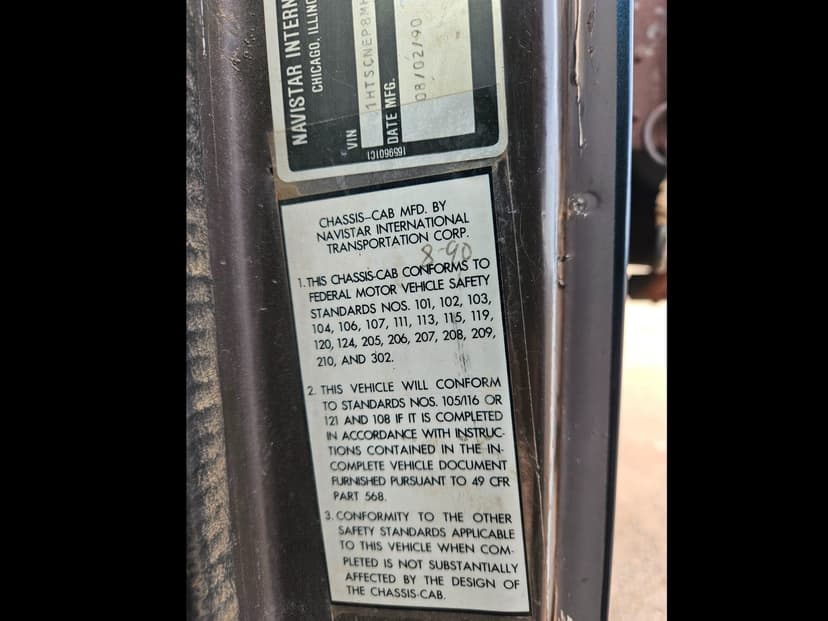 NAVISTAR INTERN
CHICAGO, ILLINO
VIN 1HTSCNEP8MH
DATE MFG. 08/02/90
1659601C1
CHASSIS-CAB MFD. BY
NAVISTAR INTERNATIONAL
TRANSPORTATION CORP.
8-90
1. THIS CHASSIS-CAB CONFORMS TO
FEDERAL MOTOR VEHICLE SAFETY
STANDARDS NOS. 101, 102, 103,
104, 106, 107, 111, 113, 115, 119,
120, 124, 205, 206, 207, 208, 209,
210, AND 302.
2. THIS VEHICLE WILL CONFORM
TO STANDARDS NOS. 105/116 OR
121 AND 108 IF IT IS COMPLETED
IN ACCORDANCE WITH INSTRUC-
TIONS CONTAINED IN THE IN-
COMPLETE VEHICLE DOCUMENT
FURNISHED PURSUANT TO 49 CFR
PART 568.
3. CONFORMITY TO THE OTHER
SAFETY STANDARDS APPLICABLE
TO THIS VEHICLE WHEN COM-
PLETED IS NOT SUBSTANTIALLY
AFFECTED BY THE DESIGN OF
THE CHASSIS-CAB.